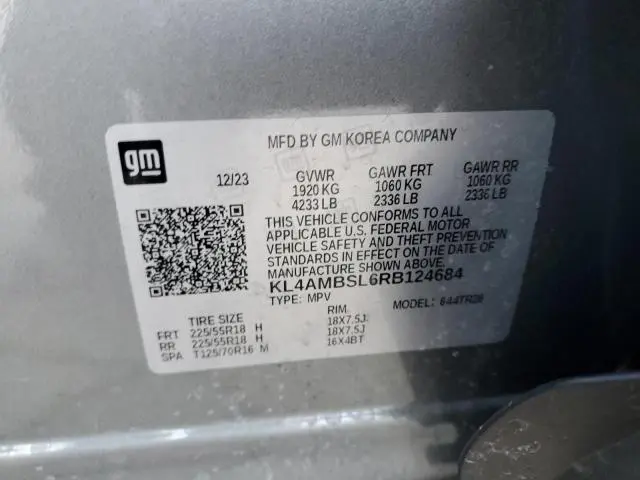 gm
MFD BY GM KOREA COMPANY
12/23 GVWR GAWR FRT GAWR RR
1920 KG 1060 KG 1060 KG
4233 LB 2336 LB 2336 LB
THIS VEHICLE CONFORMS TO ALL
APPLICABLE U.S. FEDERAL MOTOR
VEHICLE SAFETY AND THEFT PREVENTION
STANDARDS IN EFFECT ON THE DATE OF
MANUFACTURE SHOWN ABOVE.
KL4AMBSL6RB124684
TYPE: MPV MODEL:
TIRE SIZE RIM
FRT 225/55R18 H 18X7.5J
RR 225/55R18 H 18X7.5J
SPA T125/70R16 M 16X4BT